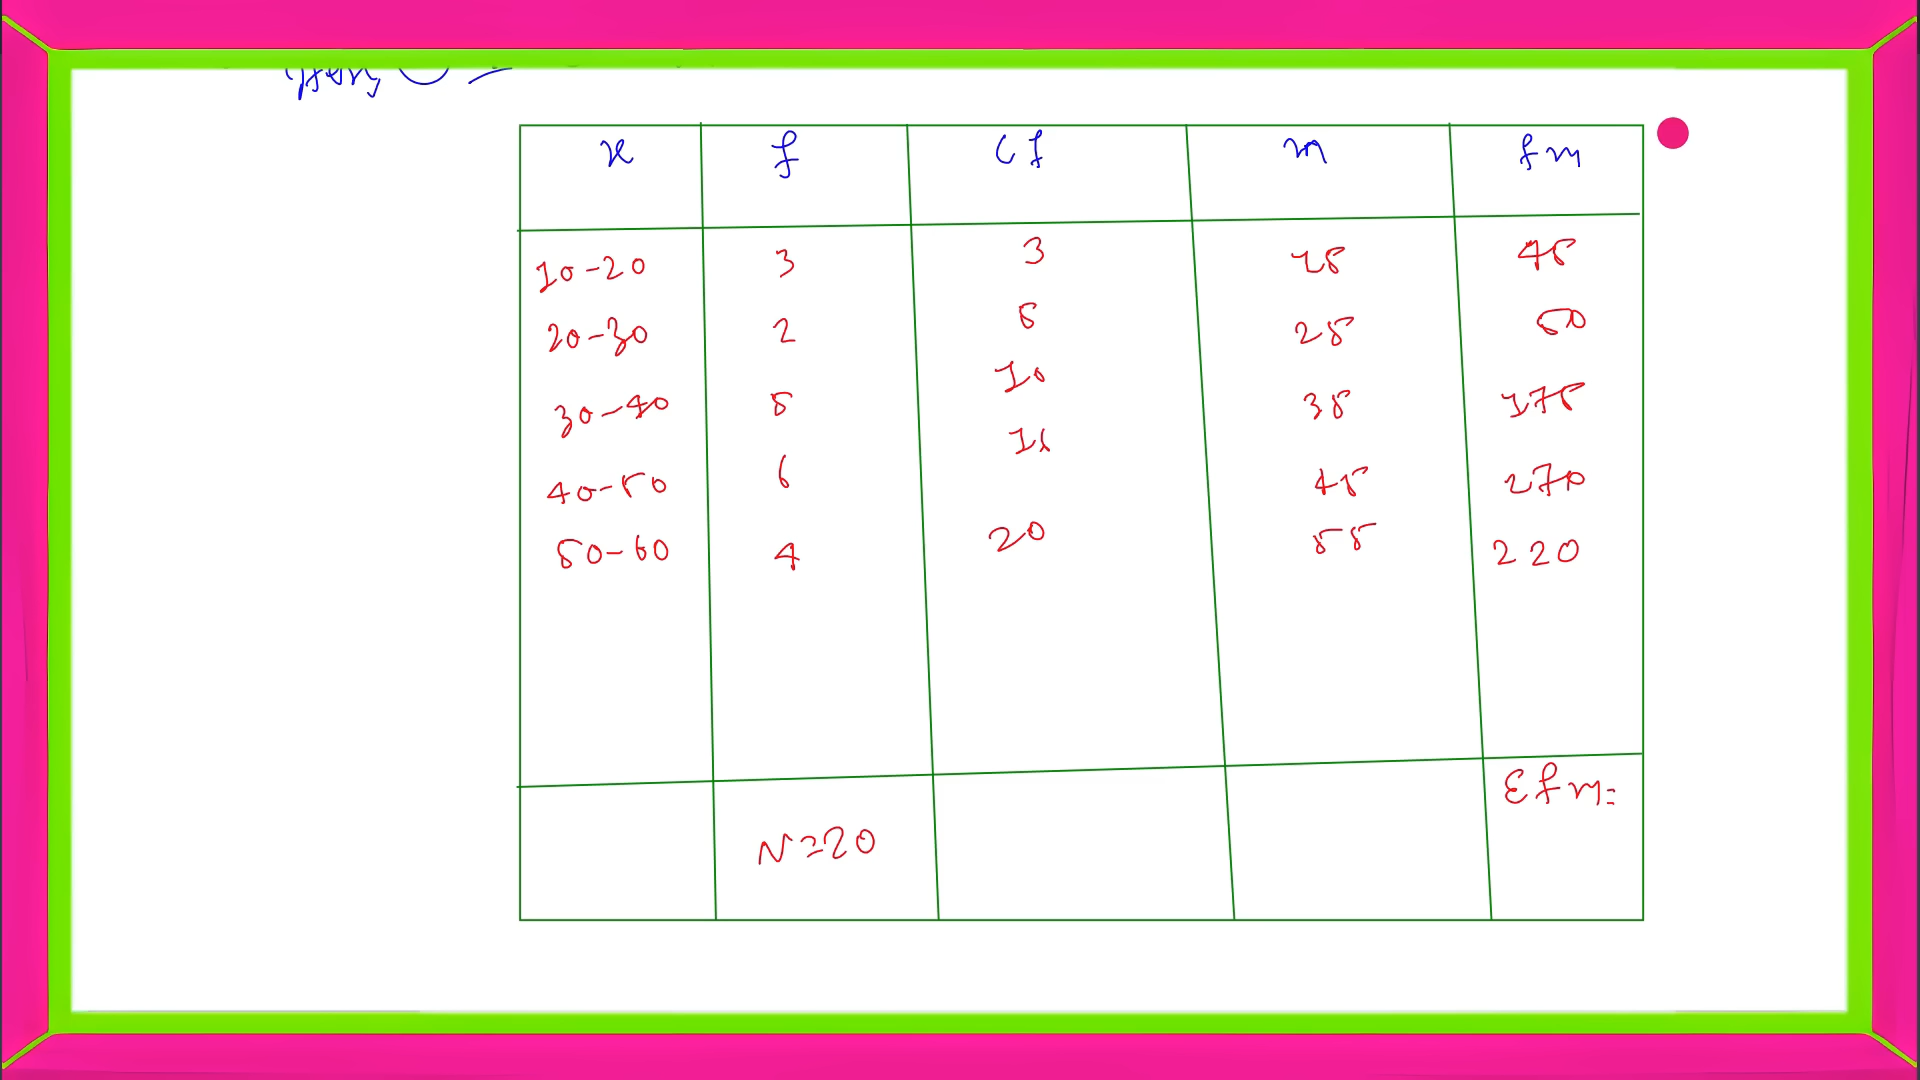 x f cf m fm
10-20 3 3 15 45
20-30 2 5 25 50
30-40 5 10 35 175
40-50 6 16 45 270
50-60 4 20 55 220
N=20 Σfm=